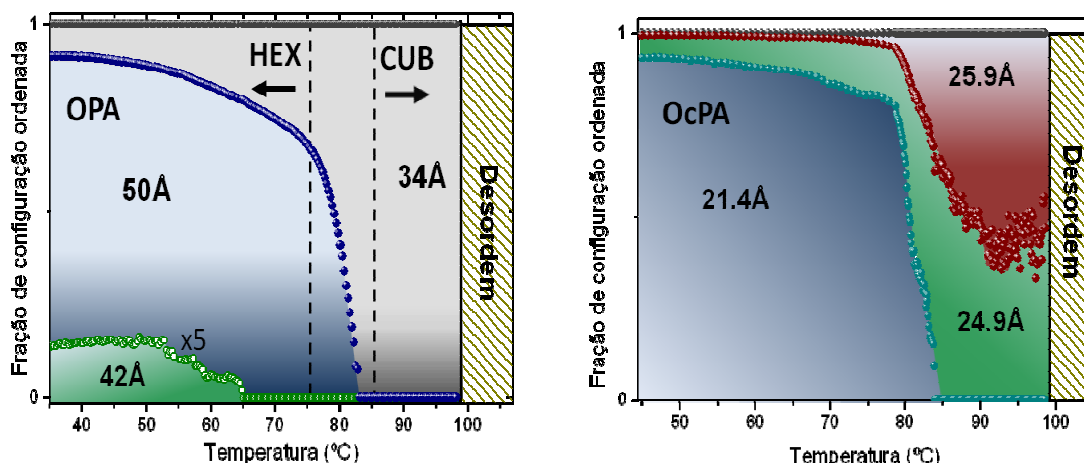 Fração de configuração ordenada
1
0
OPA
HEX
CUB
50Å
34Å
x5
42Å
Desordem
40
50
60
70
80
90
100
Temperatura (ºC)
Fração de configuração ordenada
1
0
OcPA
25.9Å
21.4Å
24.9Å
Desordem
50
60
70
80
90
100
Temperatura (ºC)